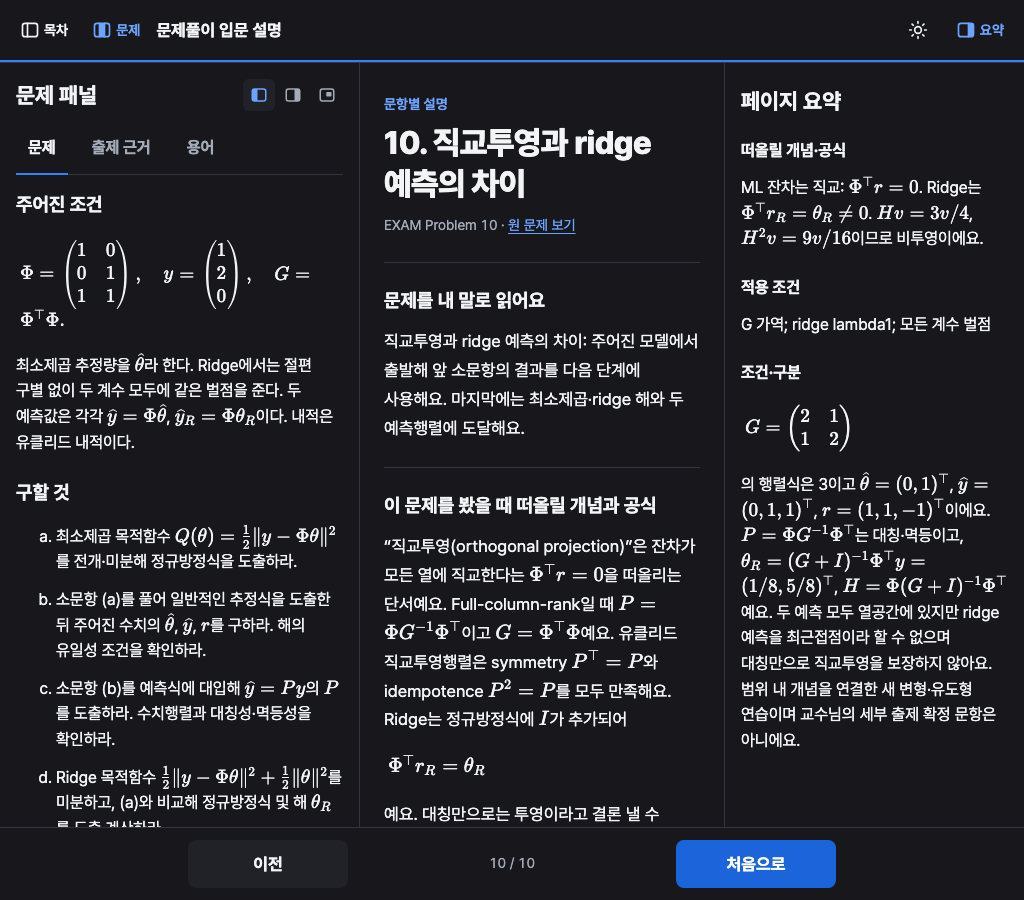 목차 문제 문제풀이 입문 설명 요약
문제 패널
문제 출제 근거 용어
주어진 조건
Φ = (1 0; 0 1; 1 1), y = (1; 2; 0), G =
Φ⊤Φ.
최소제곱 추정량을 θ̂라 한다. Ridge에서는 절편
구별 없이 두 계수 모두에 같은 벌점을 준다. 두
예측값은 각각 ŷ = Φθ̂, ŷ_R = Φθ_R이다. 내적은
유클리드 내적이다.
구할 것
a. 최소제곱 목적함수 Q(θ) = ½‖y − Φθ‖²
를 전개·미분해 정규방정식을 도출하라.
b. 소문항 (a)를 풀어 일반적인 추정식을 도출한
뒤 주어진 수치의 θ̂, ŷ, r를 구하라. 해의
유일성 조건을 확인하라.
c. 소문항 (b)를 예측식에 대입해 ŷ = Py의 P
를 도출하라. 수치행렬과 대칭성·멱등성을
확인하라.
d. Ridge 목적함수 ½‖y − Φθ‖² + ½‖θ‖²를
미분하고, (a)와 비교해 정규방정식 및 해 θ_R
문항별 설명
10. 직교투영과 ridge
예측의 차이
EXAM Problem 10 · 원 문제 보기
문제를 내 말로 읽어요
직교투영과 ridge 예측의 차이: 주어진 모델에서
출발해 앞 소문항의 결과를 다음 단계에
사용해요. 마지막에는 최소제곱·ridge 해와 두
예측행렬에 도달해요.
이 문제를 봤을 때 떠올릴 개념과 공식
“직교투영(orthogonal projection)”은 잔차가
모든 열에 직교한다는 Φ⊤r = 0을 떠올리는
단서예요. Full-column-rank일 때 P =
ΦG⁻¹Φ⊤이고 G = Φ⊤Φ예요. 유클리드
직교투영행렬은 symmetry P⊤ = P와
idempotence P² = P를 모두 만족해요.
Ridge는 정규방정식에 I가 추가되어
Φ⊤r_R = θ_R
예요. 대칭만으로는 투영이라고 결론 낼 수
페이지 요약
떠올릴 개념·공식
ML 잔차는 직교: Φ⊤r = 0. Ridge는
Φ⊤r_R = θ_R ≠ 0. Hv = 3v/4,
H²v = 9v/16이므로 비투영이에요.
적용 조건
G 가역; ridge lambda1; 모든 계수 벌점
조건·구분
G = (2 1; 1 2)
의 행렬식은 3이고 θ̂ = (0, 1)⊤, ŷ =
(0, 1, 1)⊤, r = (1, 1, −1)⊤이에요.
P = ΦG⁻¹Φ⊤는 대칭·멱등이고,
θ_R = (G + I)⁻¹Φ⊤y =
(1/8, 5/8)⊤, H = Φ(G + I)⁻¹Φ⊤
예요. 두 예측 모두 열공간에 있지만 ridge
예측을 최근접점이라 할 수 없으며
대칭만으로 직교투영을 보장하지 않아요.
범위 내 개념을 연결한 새 변형·유도형
연습이며 교수님의 세부 출제 확정 문항은
아니에요.
이전 10 / 10 처음으로